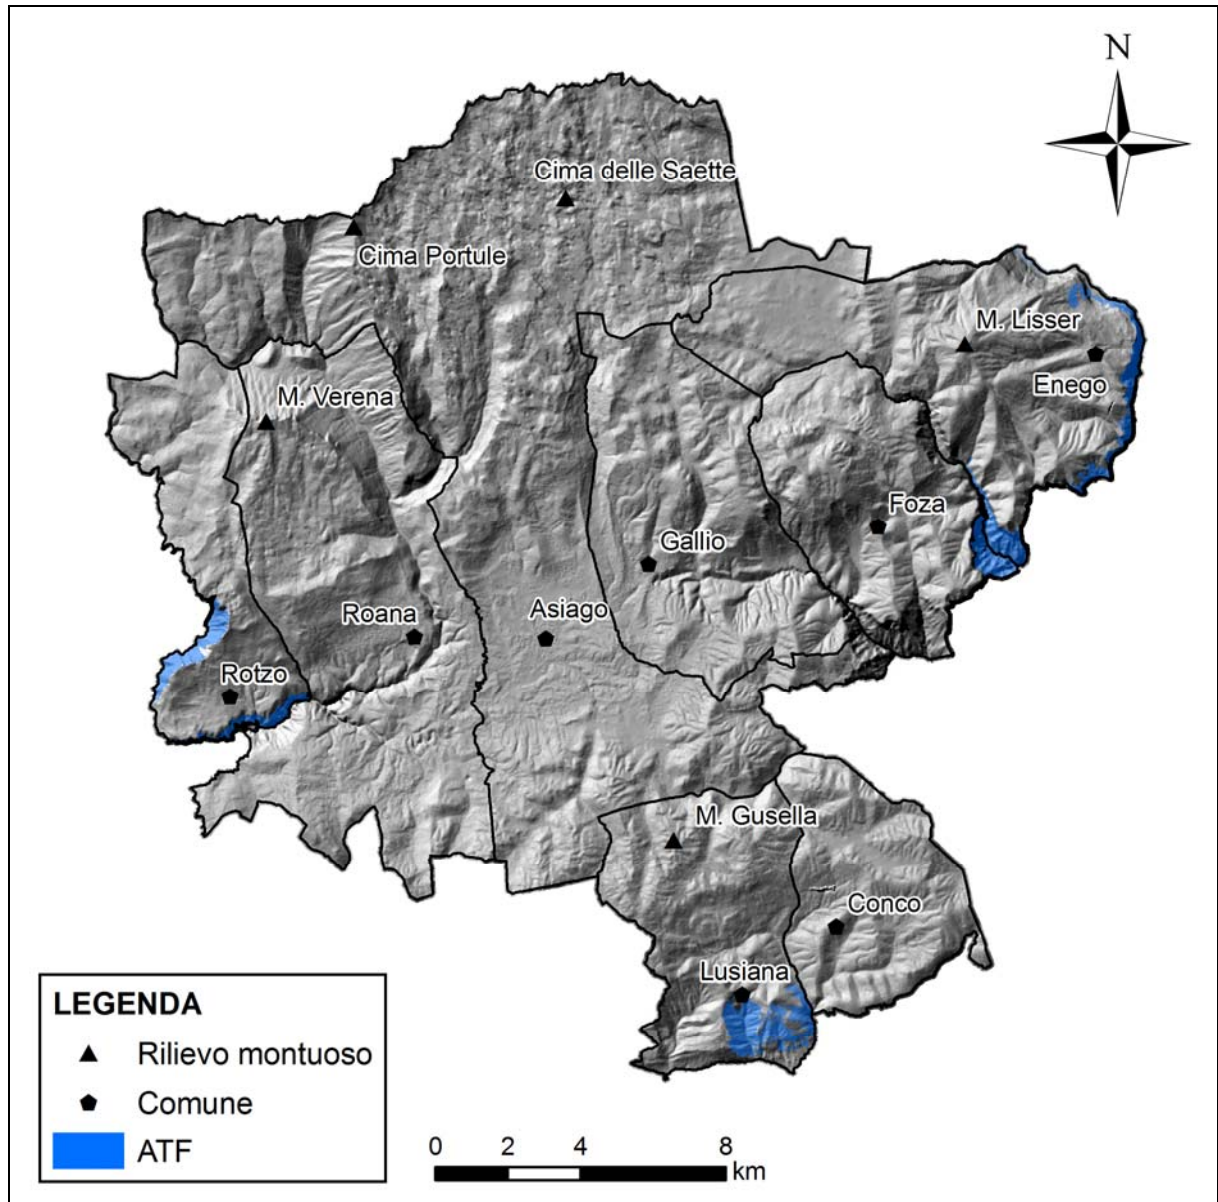 N
Cima delle Saette
Cima Portule
M. Lisser
Enego
M. Verena
Foza
Gallio
Roana
Asiago
Rotzo
M. Gusella
Conco
Lusiana
LEGENDA
Rilievo montuoso
Comune
ATF
0 2 4 8
km